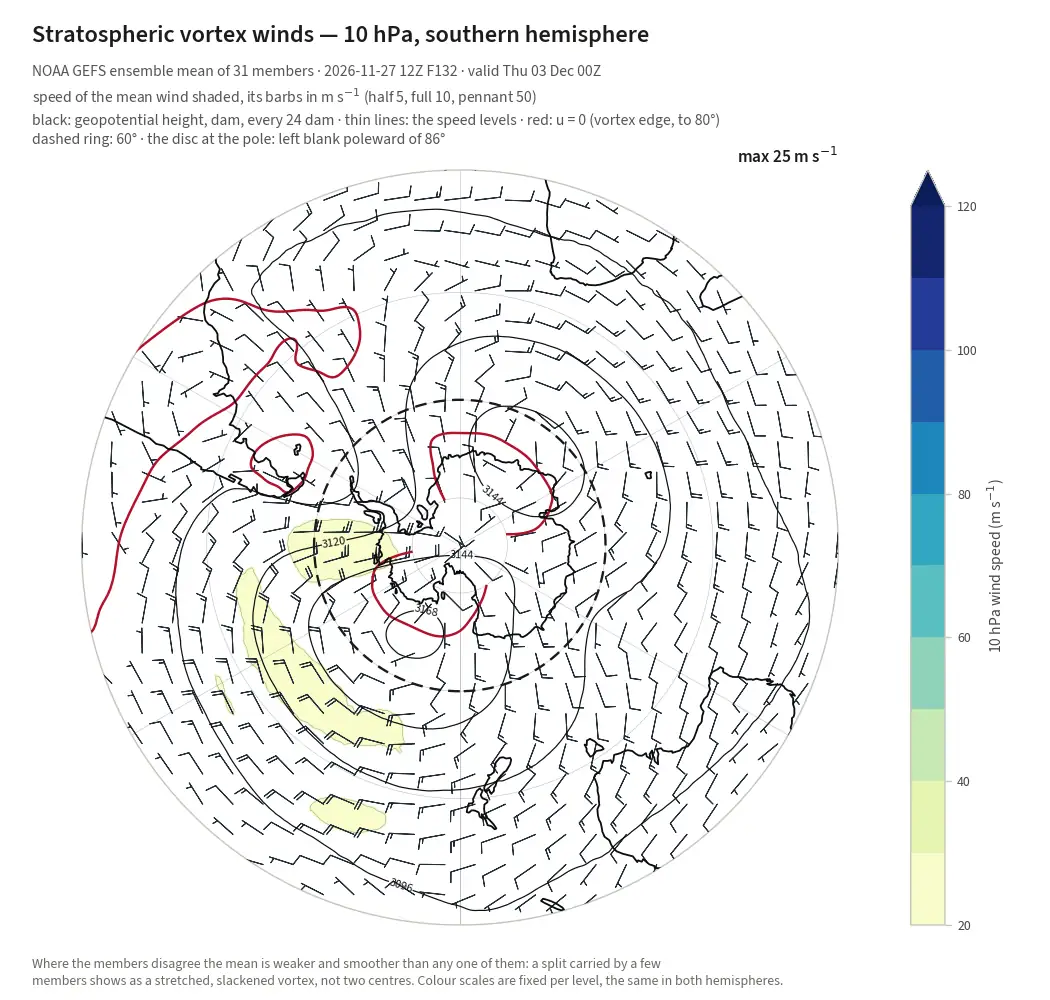 Stratospheric vortex winds — 10 hPa, southern hemisphere
NOAA GEFS ensemble mean of 31 members · 2026-11-27 12Z F132 · valid Thu 03 Dec 00Z
speed of the mean wind shaded, its barbs in m s⁻¹ (half 5, full 10, pennant 50)
black: geopotential height, dam, every 24 dam · thin lines: the speed levels · red: u = 0 (vortex edge, to 80°)
dashed ring: 60° · the disc at the pole: left blank poleward of 86°
max 25 m s⁻¹
120
100
80
60
40
20
10 hPa wind speed (m s⁻¹)
3144
3120
3144
3168
3096
Where the members disagree the mean is weaker and smoother than any one of them: a split carried by a few
members shows as a stretched, slackened vortex, not two centres. Colour scales are fixed per level, the same in both hemispheres.